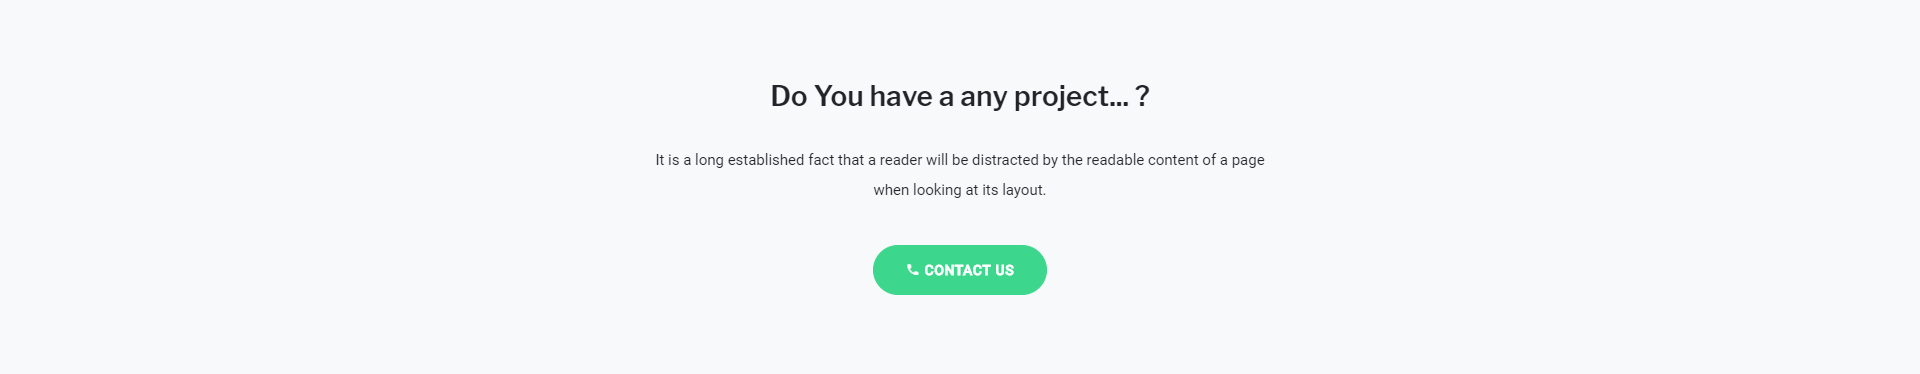 Do You have a any project... ?
It is a long established fact that a reader will be distracted by the readable content of a page
when looking at its layout.
CONTACT US